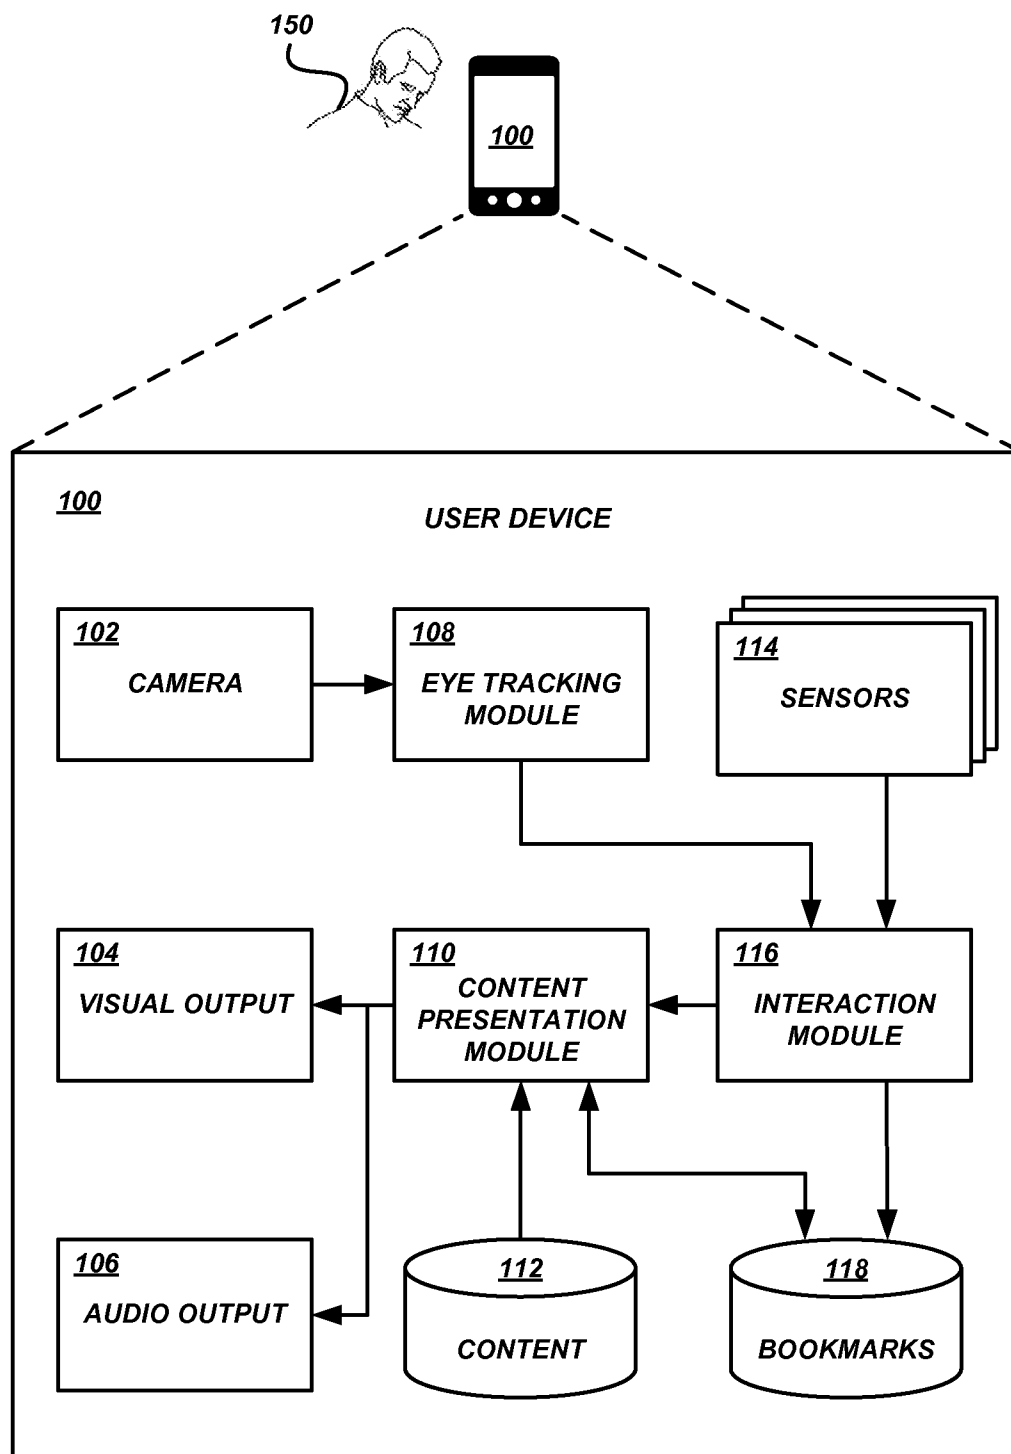 150
100
100
USER DEVICE
102
CAMERA
108
EYE TRACKING
MODULE
114
SENSORS
104
VISUAL OUTPUT
110
CONTENT
PRESENTATION
MODULE
116
INTERACTION
MODULE
106
AUDIO OUTPUT
112
CONTENT
118
BOOKMARKS